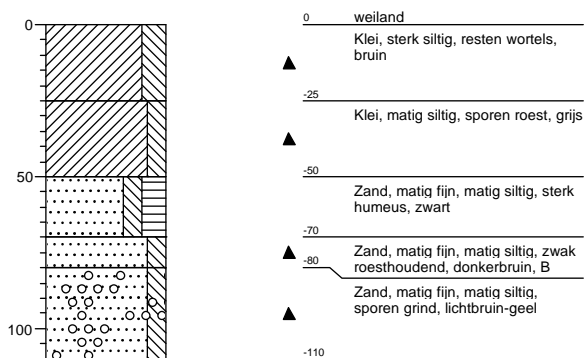 0
50
100
0 weiland
Klei, sterk siltig, resten wortels,
bruin
-25
Klei, matig siltig, sporen roest, grijs
-50
Zand, matig fijn, matig siltig, sterk
humeus, zwart
-70
Zand, matig fijn, matig siltig, zwak
roesthoudend, donkerbruin, B
-80
Zand, matig fijn, matig siltig,
sporen grind, lichtbruin-geel
-110